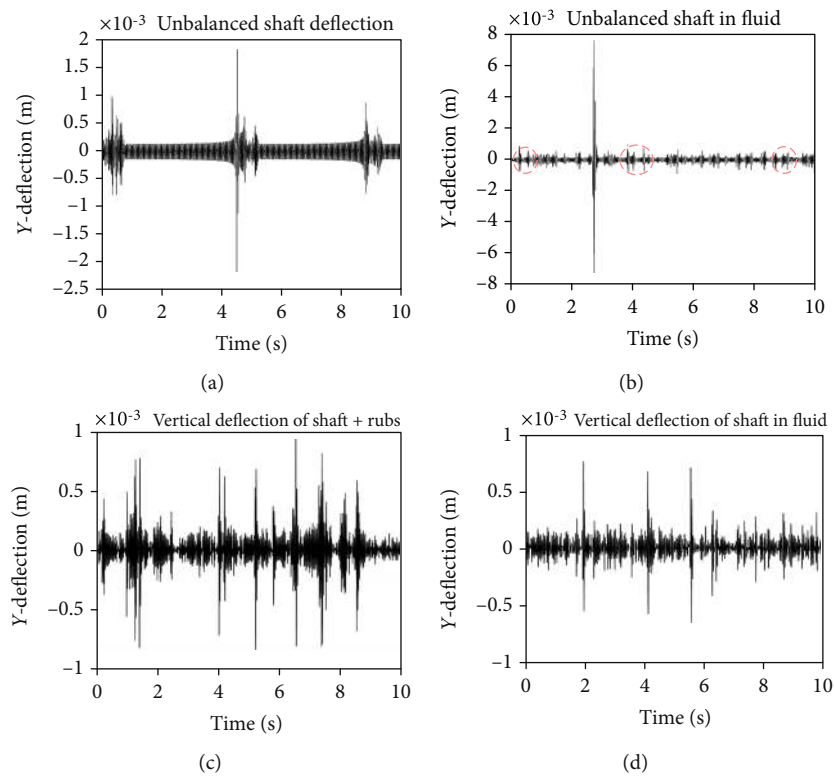 ×10-3 Unbalanced shaft deflection
2
1.5
1
0.5
0
–0.5
–1
–1.5
–2
–2.5
Y-deflection (m)
0 2 4 6 8 10
Time (s)
(a)
×10-3 Unbalanced shaft in fluid
8
6
4
2
0
–2
–4
–6
–8
Y-deflection (m)
0 2 4 6 8 10
Time (s)
(b)
×10-3 Vertical deflection of shaft + rubs
1
0.5
0
–0.5
–1
Y-deflection (m)
0 2 4 6 8 10
Time (s)
(c)
×10-3 Vertical deflection of shaft in fluid
1
0.5
0
–0.5
–1
Y-deflection (m)
0 2 4 6 8 10
Time (s)
(d)